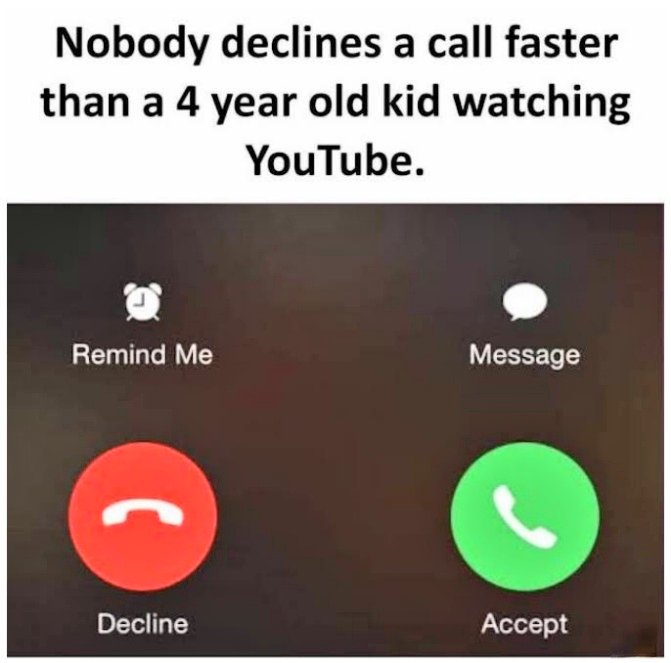 Nobody declines a call faster
than a 4 year old kid watching
YouTube.
Remind Me
Message
Decline
Accept